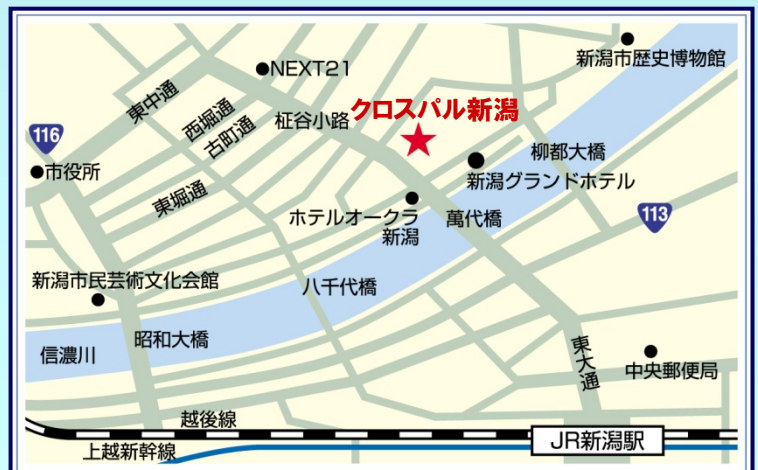 新潟市歴史博物館
NEXT21
東中通
西堀通
古町通
柾谷小路
クロスパル新潟
116
市役所
東堀通
柳都大橋
新潟グランドホテル
ホテルオークラ
新潟
萬代橋
113
新潟市民芸術文化会館
八千代橋
昭和大橋
信濃川
東大通
中央郵便局
越後線
JR新潟駅
上越新幹線